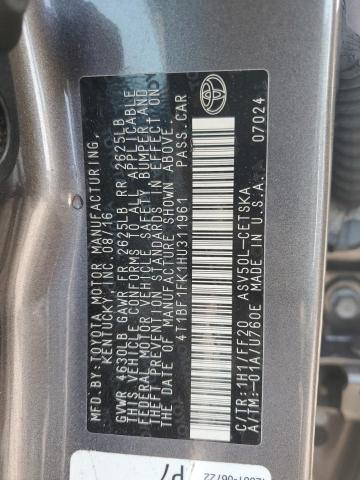 MFD.BY: TOYOTA MOTOR MANUFACTURING,
KENTUCKY, INC. 08/16
GVWR 4630LB GAWR FR 2625LB RR 2625LB
THIS VEHICLE CONFORMS TO ALL APPLICABLE
FEDERAL MOTOR VEHICLE SAFETY, BUMPER, AND
THEFT PREVENTION STANDARDS IN EFFECT ON
THE DATE OF MANUFACTURE SHOWN ABOVE.
4T1BF1FK1HU311961 PASS.CAR
C/TR:1H1/FF20 ASV50L-CETSKA
A/TM:-01A/U760E U.S.A. 07024